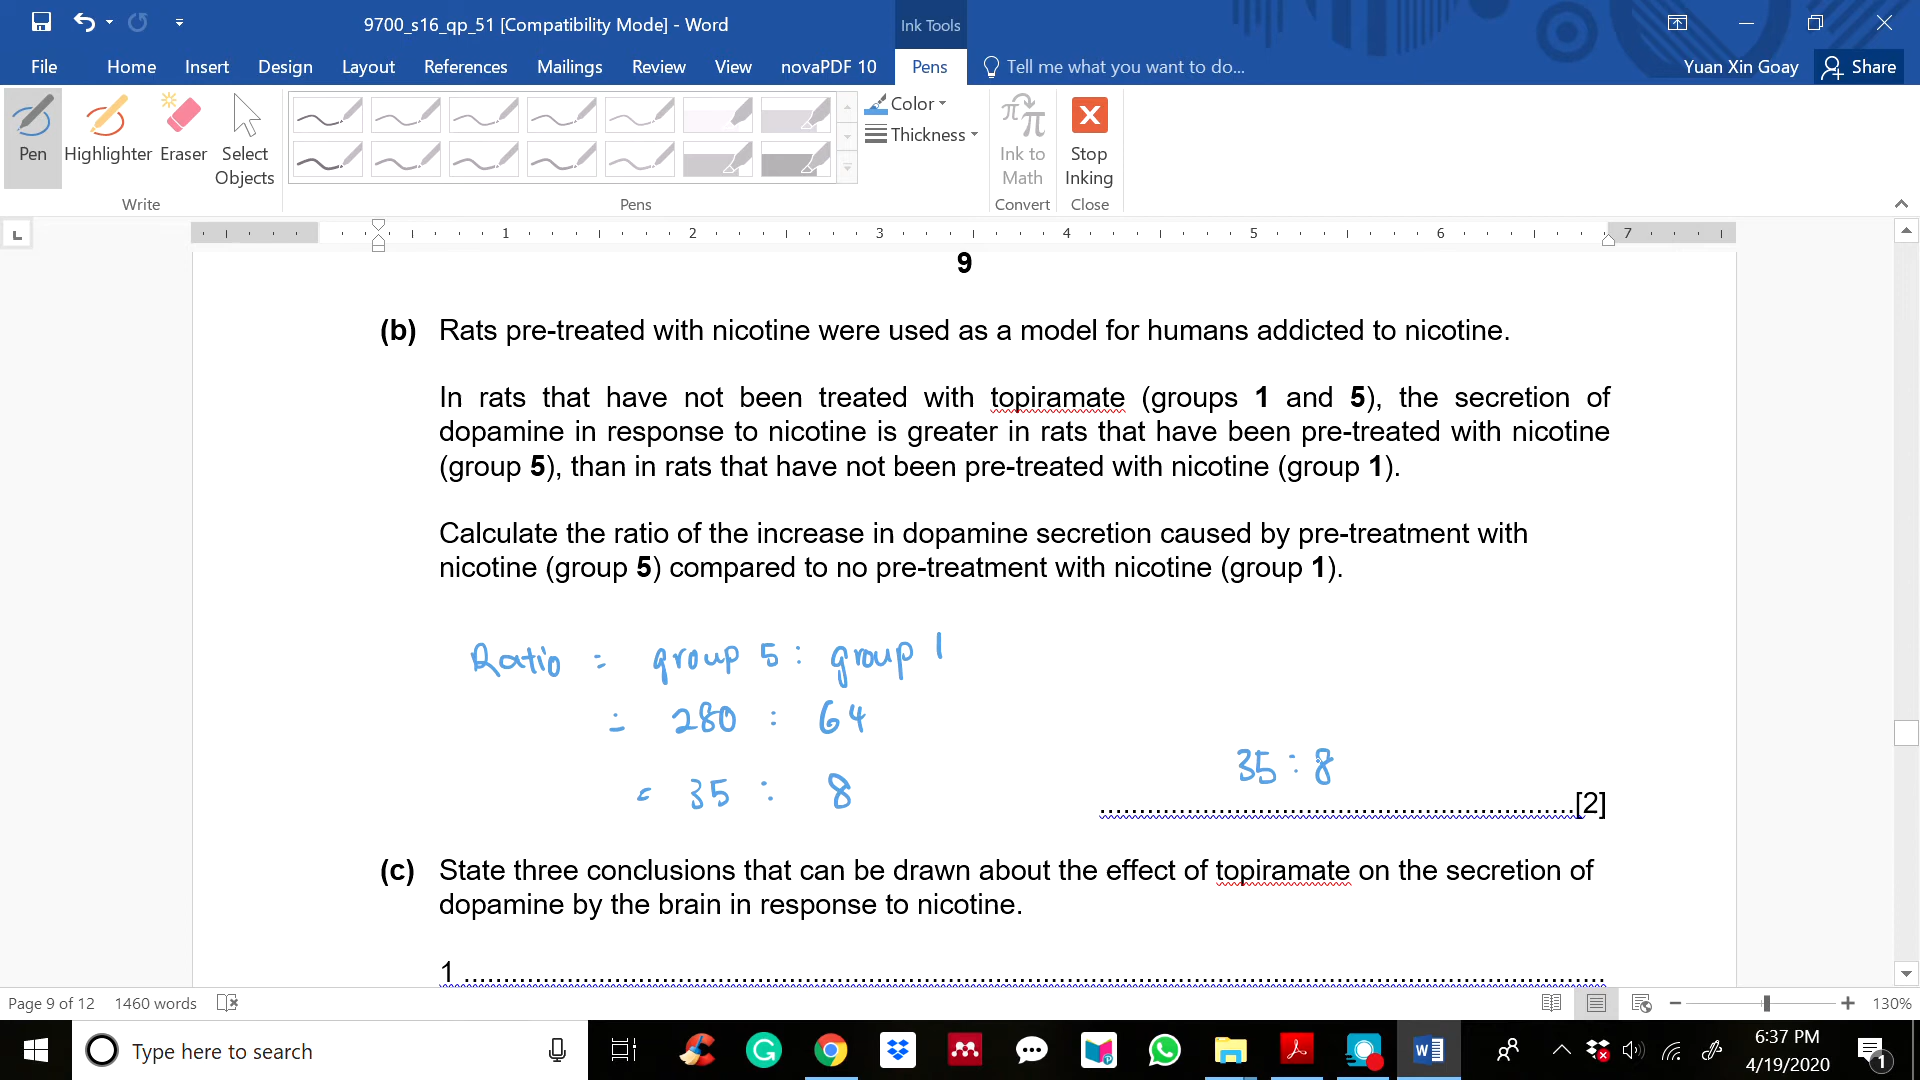 9700_s16_qp_51 [Compatibility Mode] - Word
Ink Tools
File Home Insert Design Layout References Mailings Review View novaPDF 10 Pens Tell me what you want to do... Yuan Xin Goay Share
Pen Highlighter Eraser Select Objects
Color
Thickness
Ink to Math
Stop Inking
Write Pens Convert Close
L
1 2 3 4 5 6 7
9
(b) Rats pre-treated with nicotine were used as a model for humans addicted to nicotine.
In rats that have not been treated with topiramate (groups 1 and 5), the secretion of
dopamine in response to nicotine is greater in rats that have been pre-treated with nicotine
(group 5), than in rats that have not been pre-treated with nicotine (group 1).
Calculate the ratio of the increase in dopamine secretion caused by pre-treatment with
nicotine (group 5) compared to no pre-treatment with nicotine (group 1).
Ratio = group 5 : group 1
= 280 : 64
= 35 : 8
35 : 8
............................................................[2]
(c) State three conclusions that can be drawn about the effect of topiramate on the secretion of
dopamine by the brain in response to nicotine.
1 ....................................................................................................
Page 9 of 12 1460 words 130%
Type here to search
6:37 PM
4/19/2020
1